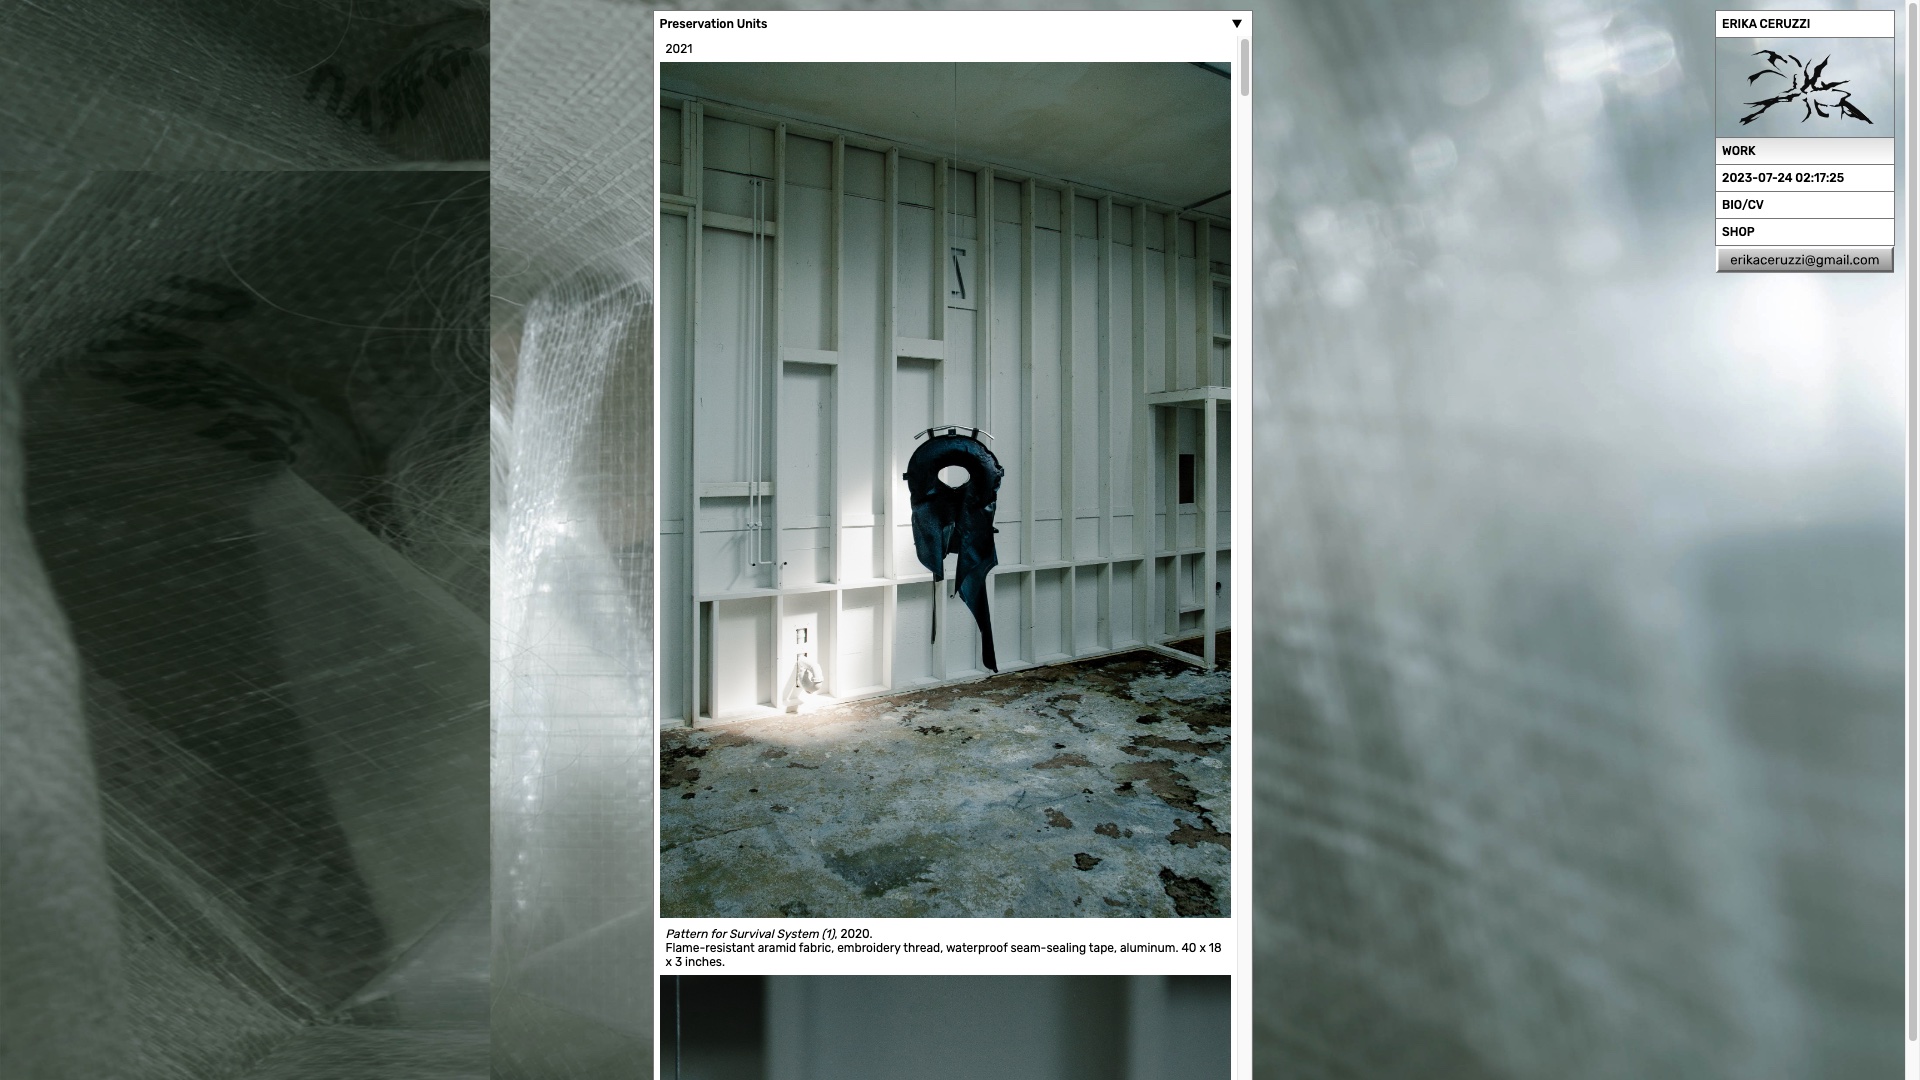 Preservation Units ▼
2021
Pattern for Survival System (1), 2020.
Flame-resistant aramid fabric, embroidery thread, waterproof seam-sealing tape, aluminum. 40 x 18
x 3 inches.
ERIKA CERUZZI
WORK
2023-07-24 02:17:25
BIO/CV
SHOP
erikaceruzzi@gmail.com